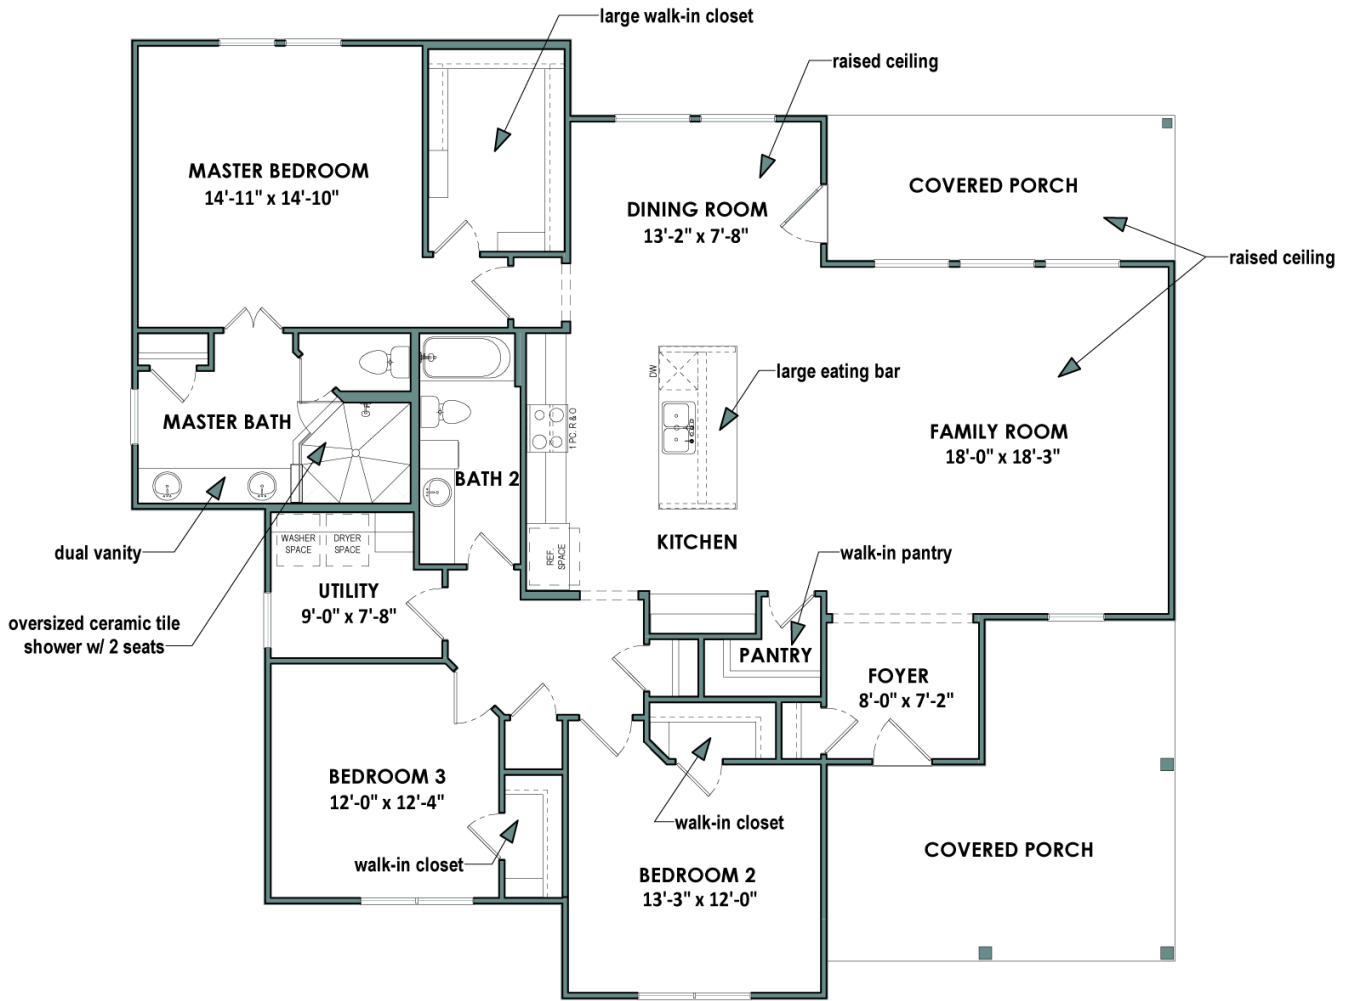 large walk-in closet
raised ceiling
MASTER BEDROOM
14'-11" x 14'-10"
DINING ROOM
13'-2" x 7'-8"
COVERED PORCH
raised ceiling
DW
large eating bar
1 PC. R & O
MASTER BATH
FAMILY ROOM
18'-0" x 18'-3"
BATH 2
KITCHEN
WASHER
SPACE
DRYER
SPACE
REF.
SPACE
dual vanity
walk-in pantry
UTILITY
9'-0" x 7'-8"
oversized ceramic tile
shower w/ 2 seats
PANTRY
FOYER
8'-0" x 7'-2"
BEDROOM 3
12'-0" x 12'-4"
walk-in closet
walk-in closet
BEDROOM 2
13'-3" x 12'-0"
COVERED PORCH